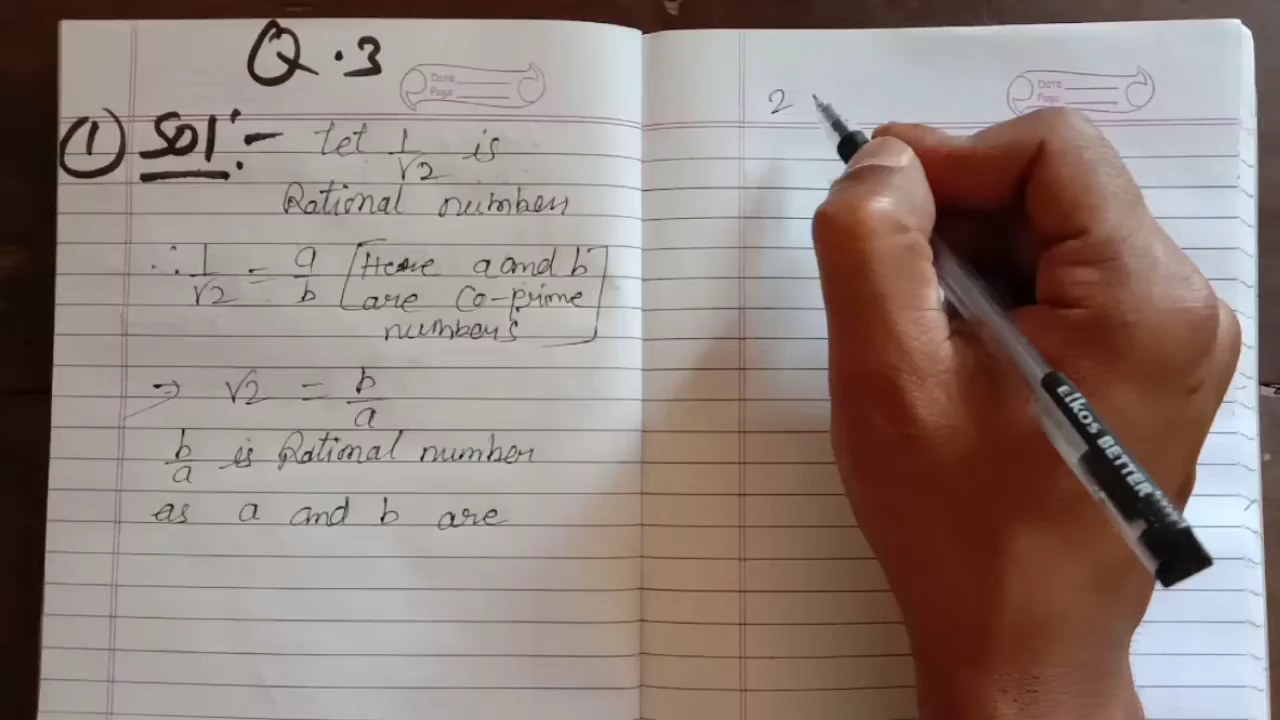 Q.3
Date
Page
① Sol:- let 1/√2 is
Rational number
∴ 1/√2 = a/b [Here a and b
are Co-prime
numbers]
→ √2 = b/a
b/a is Rational number
as a and b are
2
Date
Page
elkos BETTER